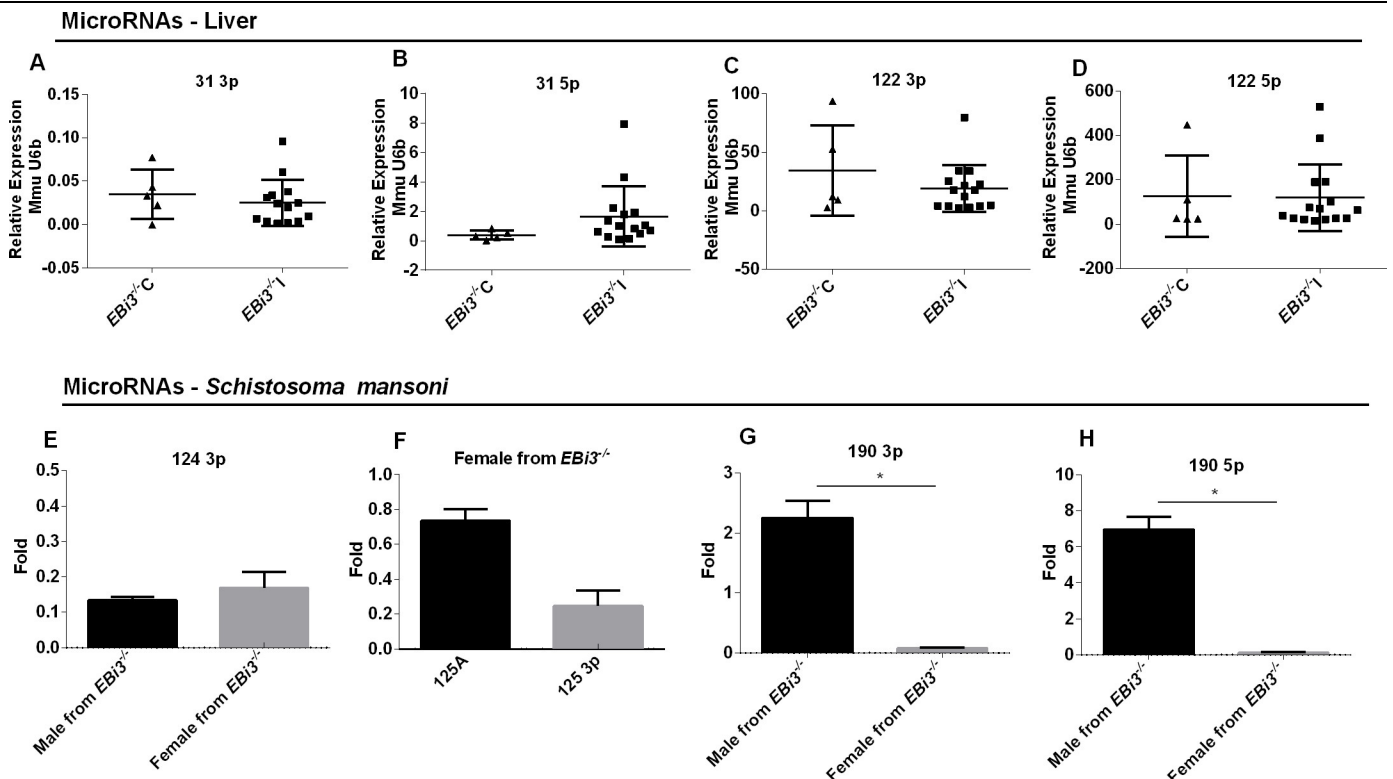 MicroRNAs - Liver
A
31 3p
Relative Expression
Mmu U6b
0.15
0.10
0.05
0.00
-0.05
EBi3-/-C
EBi3-/-I
B
31 5p
Relative Expression
Mmu U6b
10
8
6
4
2
0
-2
EBi3-/-C
EBi3-/-I
C
122 3p
Relative Expression
Mmu U6b
100
50
0
-50
EBi3-/-C
EBi3-/-I
D
122 5p
Relative Expression
Mmu U6b
600
400
200
0
-200
EBi3-/-C
EBi3-/-I
MicroRNAs - Schistosoma mansoni
E
124 3p
Fold
0.5
0.4
0.3
0.2
0.1
0.0
Male from EBi3-/-
Female from EBi3-/-
F
Female from EBi3-/-
Fold
1.0
0.8
0.6
0.4
0.2
0.0
125A
125 3p
G
190 3p
*
Fold
3
2
1
0
Male from EBi3-/-
Female from EBi3-/-
H
190 5p
*
Fold
10
8
6
4
2
0
Male from EBi3-/-
Female from EBi3-/-